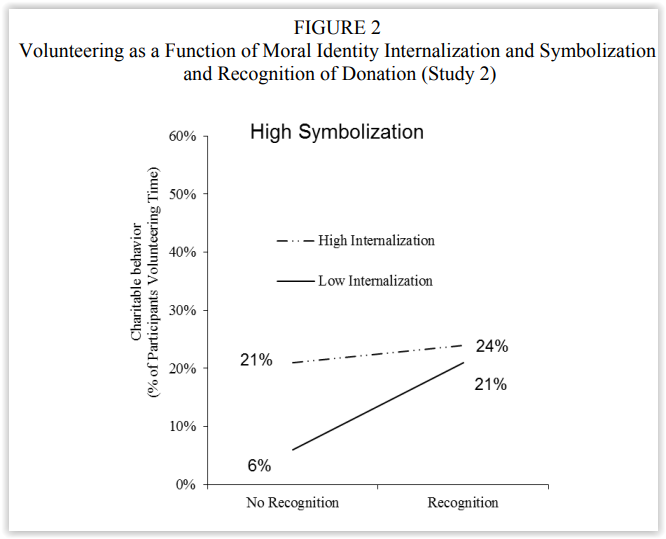 FIGURE 2
Volunteering as a Function of Moral Identity Internalization and Symbolization
and Recognition of Donation (Study 2)
High Symbolization
60%
50%
40%
30%
20%
10%
0%
Charitable behavior
(% of Participants Volunteering Time)
High Internalization
Low Internalization
21%
24%
21%
6%
No Recognition
Recognition